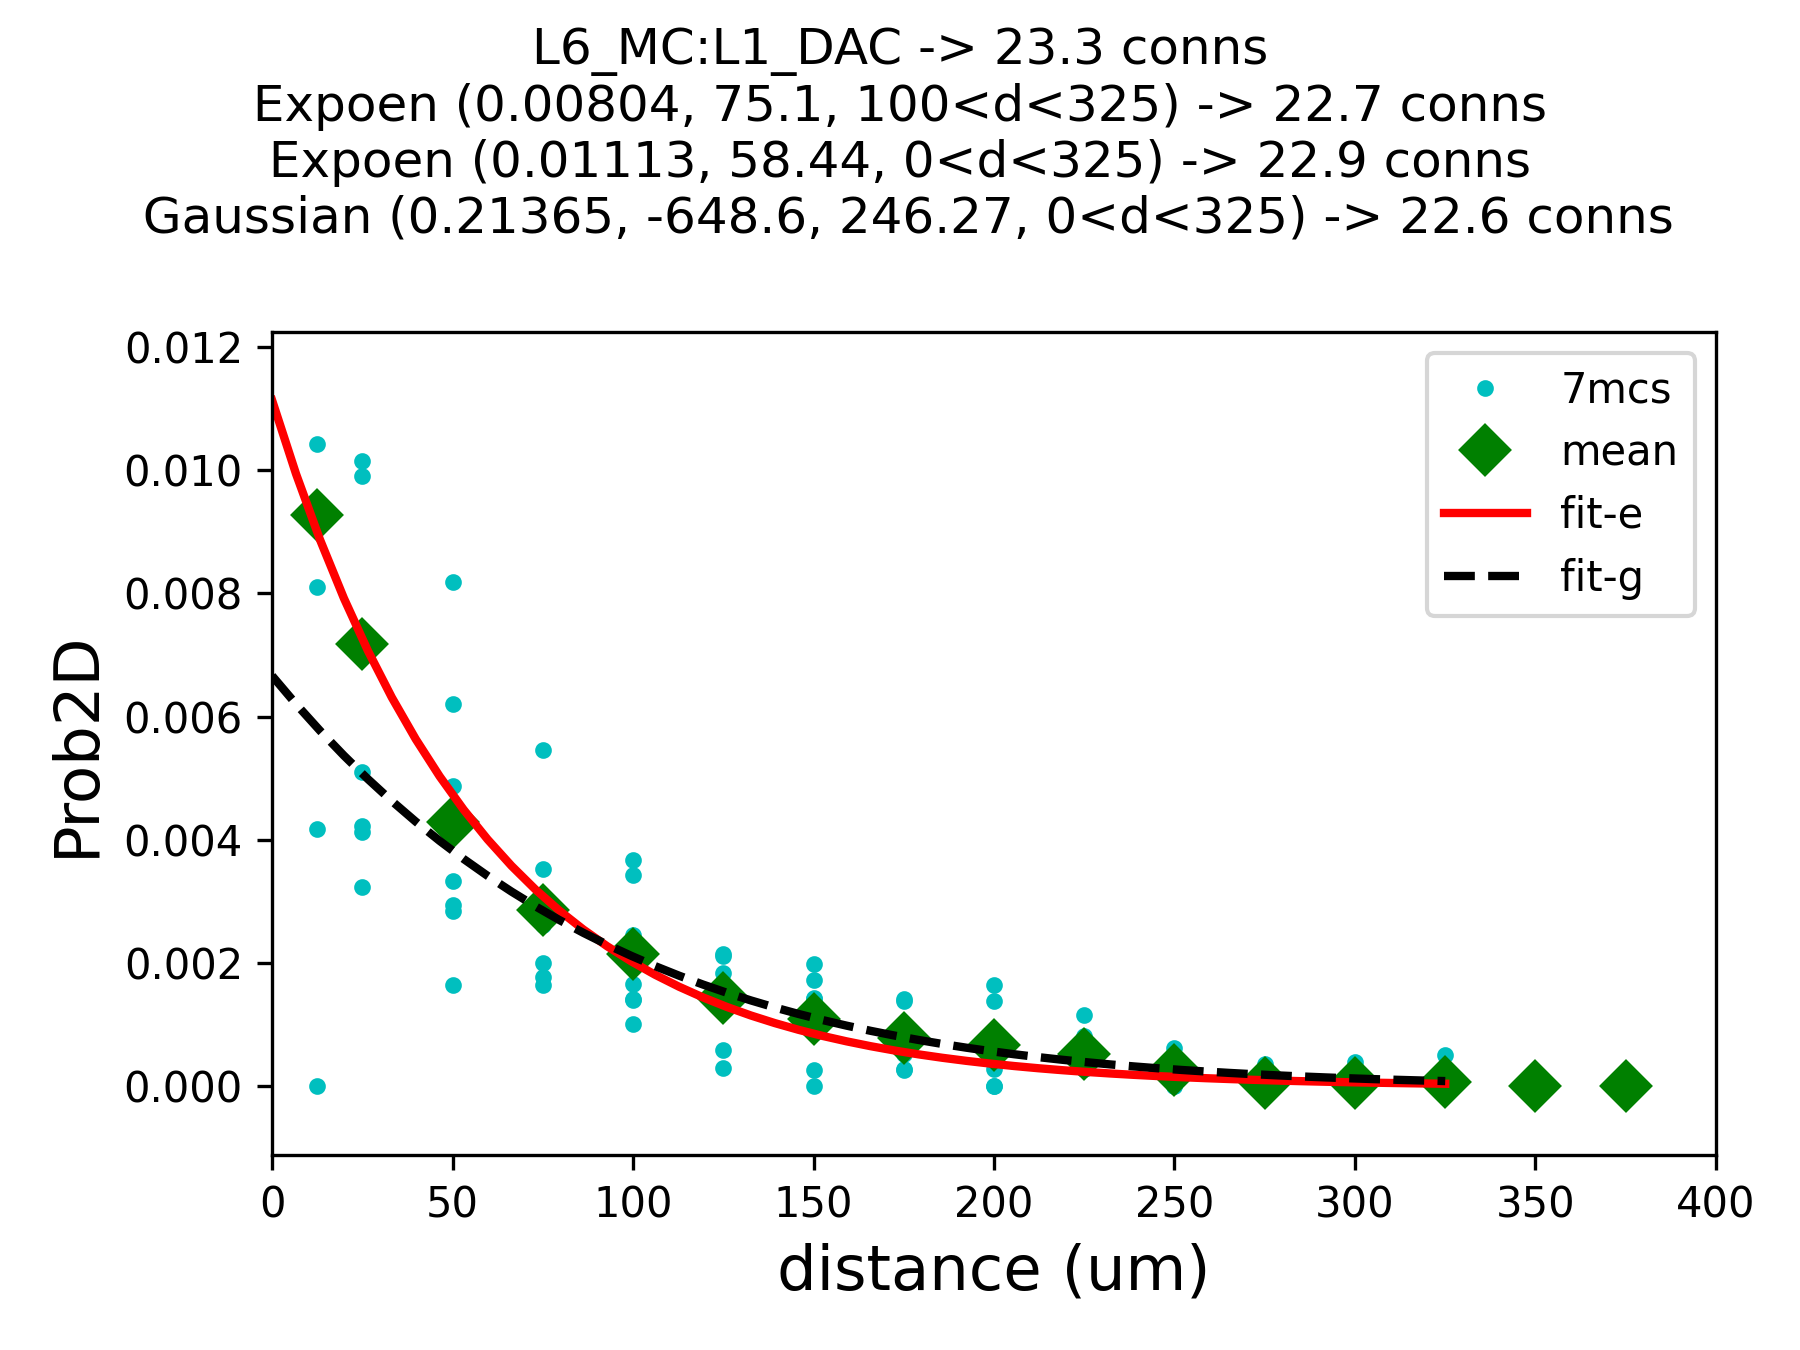 L6_MC:L1_DAC -> 23.3 conns
Expoen (0.00804, 75.1, 100<d<325) -> 22.7 conns
Expoen (0.01113, 58.44, 0<d<325) -> 22.9 conns
Gaussian (0.21365, -648.6, 246.27, 0<d<325) -> 22.6 conns
0.012
0.010
0.008
0.006
0.004
0.002
0.000
Prob2D
7mcs
mean
fit-e
fit-g
0 50 100 150 200 250 300 350 400
distance (um)